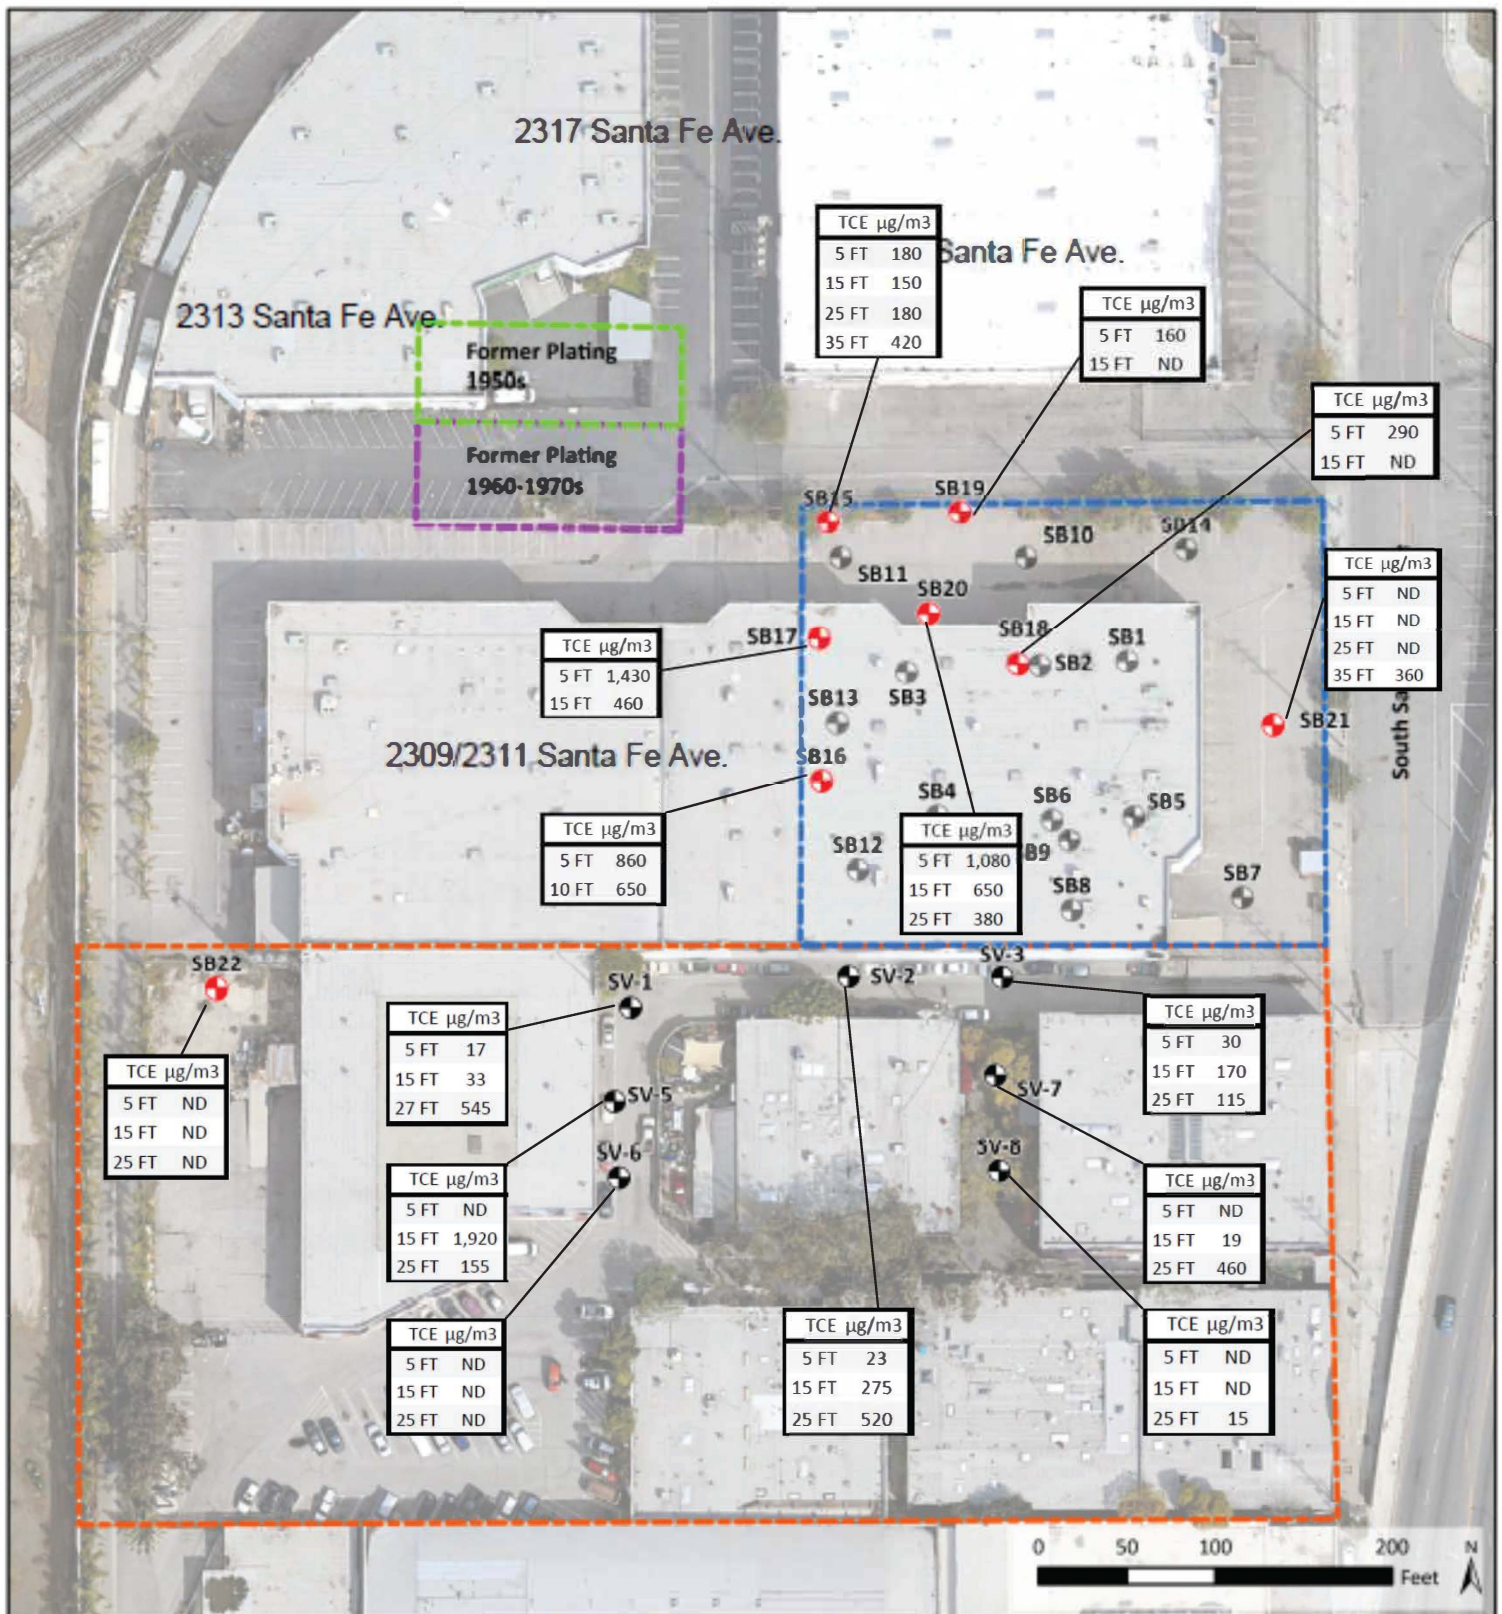 2317 Santa Fe Ave.
TCE µg/m3
5 FT 180
15 FT 150
25 FT 180
35 FT 420
Santa Fe Ave.
2313 Santa Fe Ave.
TCE µg/m3
5 FT 160
15 FT ND
Former Plating
1950s
TCE µg/m3
5 FT 290
15 FT ND
Former Plating
1960-1970s
SB15
SB19
SB10
SB14
SB11
TCE µg/m3
5 FT ND
15 FT ND
25 FT ND
35 FT 360
SB20
SB17
SB18
SB2
SB1
TCE µg/m3
5 FT 1,430
15 FT 460
SB3
SB13
SB21
South Sa
2309/2311 Santa Fe Ave.
SB16
SB4
SB6
SB5
TCE µg/m3
5 FT 860
10 FT 650
TCE µg/m3
5 FT 1,080
15 FT 650
25 FT 380
SB12
B9
SB8
SB7
SB22
SV-1
SV-2
SV-3
TCE µg/m3
5 FT 17
15 FT 33
27 FT 545
TCE µg/m3
5 FT 30
15 FT 170
25 FT 115
TCE µg/m3
5 FT ND
15 FT ND
25 FT ND
SV-5
SV-7
SV-6
SV-8
TCE µg/m3
5 FT ND
15 FT 1,920
25 FT 155
TCE µg/m3
5 FT ND
15 FT 19
25 FT 460
TCE µg/m3
5 FT ND
15 FT ND
25 FT ND
TCE µg/m3
5 FT 23
15 FT 275
25 FT 520
TCE µg/m3
5 FT ND
15 FT ND
25 FT 15
0 50 100 200
Feet
N